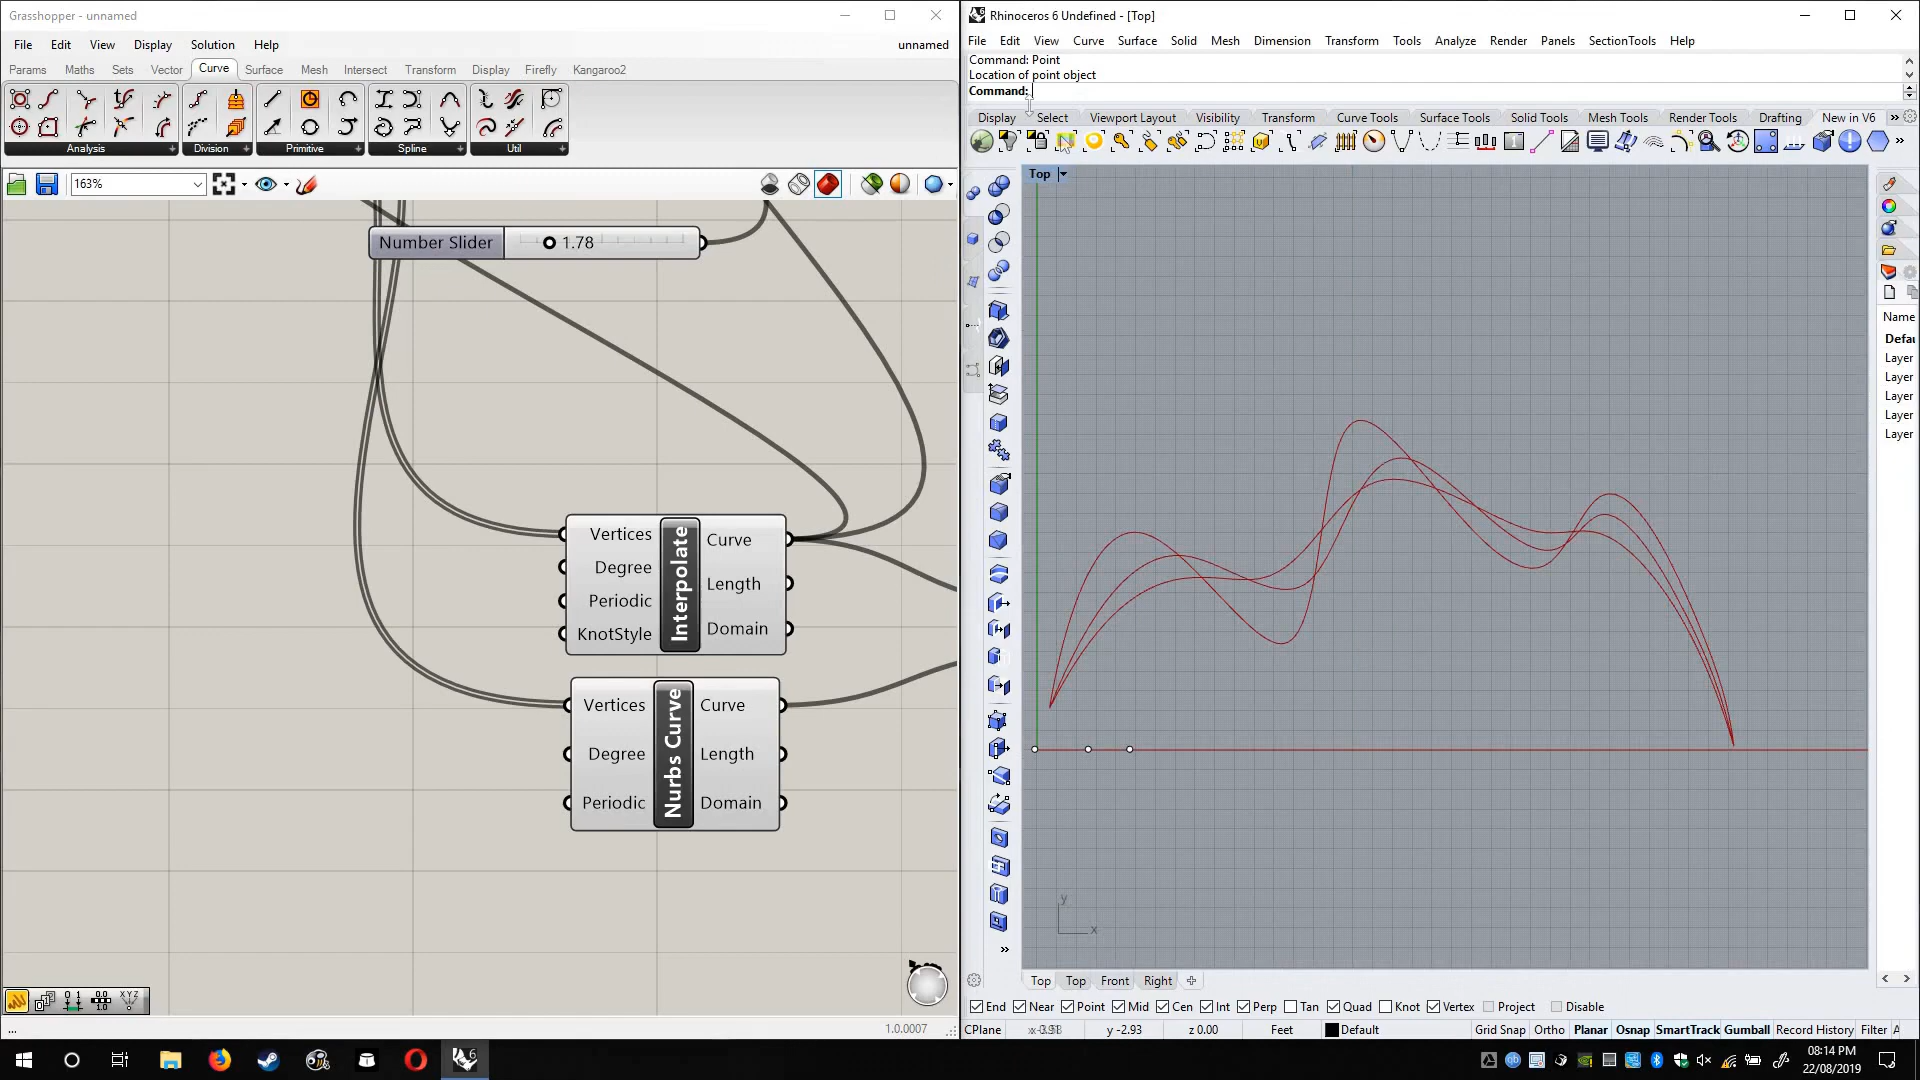 Grasshopper - unnamed
File Edit View Display Solution Help
unnamed
Params Maths Sets Vector Curve Surface Mesh Intersect Transform Display Firefly Kangaroo2
Analysis Division Primitive Spline Util
163%
Number Slider 1.78
Interpolate
Vertices Curve
Degree Length
Periodic Domain
KnotStyle
Nurbs Curve
Vertices Curve
Degree Length
Periodic Domain
...
1.0.0007
Rhinoceros 6 Undefined - [Top]
File Edit View Curve Surface Solid Mesh Dimension Transform Tools Analyze Render Panels SectionTools Help
Command: Point
Location of point object
Command:
Display Select Viewport Layout Visibility Transform Curve Tools Surface Tools Solid Tools Mesh Tools Render Tools Drafting New in V6
Top
Name
Defau
Layer
Layer
Layer
Layer
Layer
y
x
Top Top Front Right
End Near Point Mid Cen Int Perp Tan Quad Knot Vertex Project Disable
CPlane y -2.93 z 0.00 Feet Default Grid Snap Ortho Planar Osnap SmartTrack Gumball Record History Filter
08:14 PM
22/08/2019